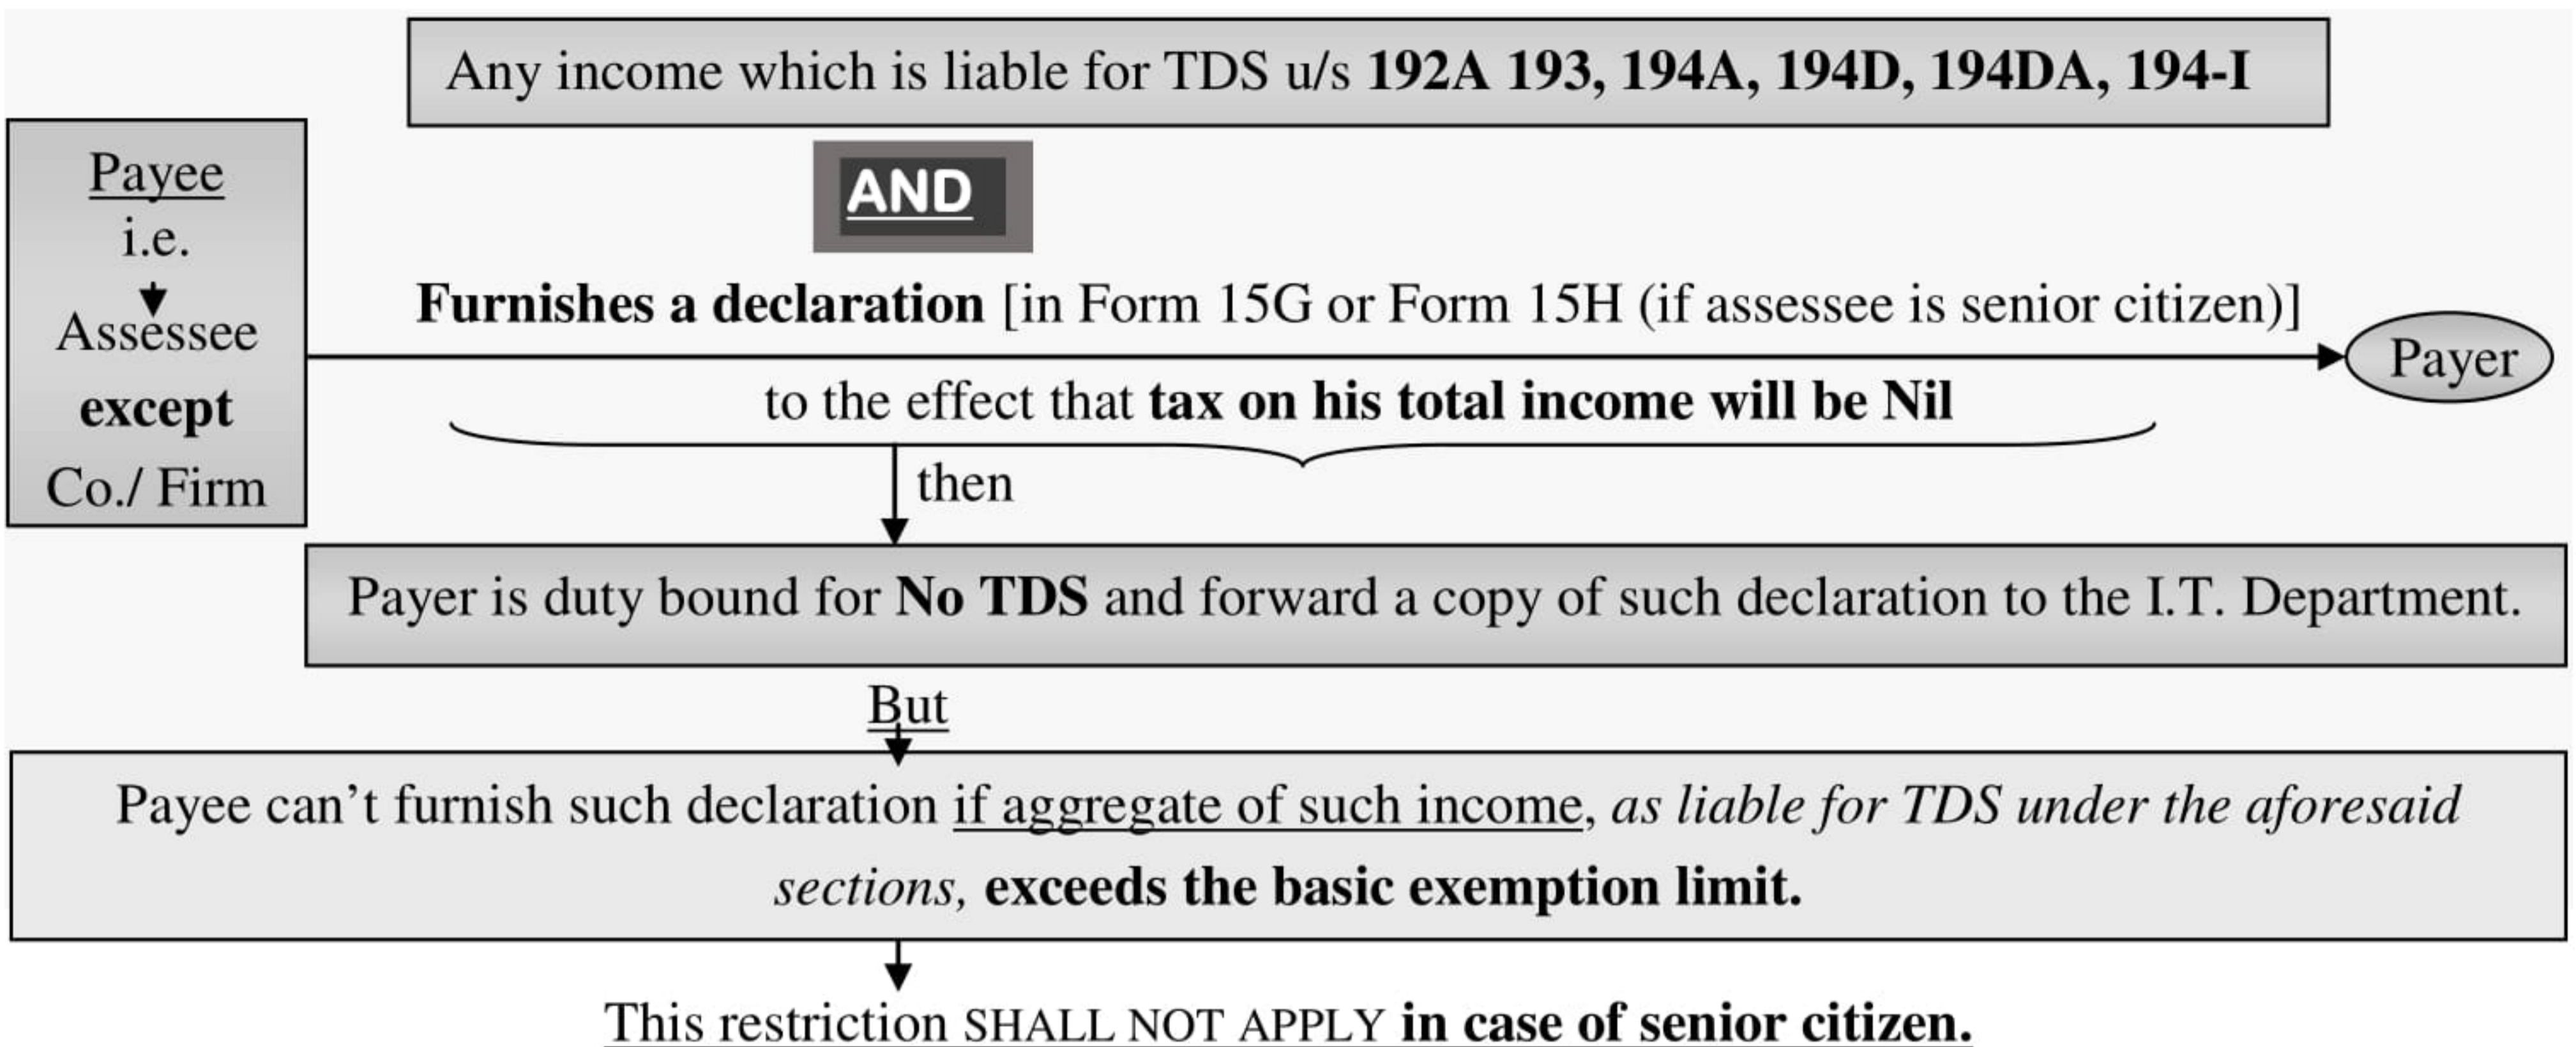 Any income which is liable for TDS u/s 192A 193, 194A, 194D, 194DA, 194-I
Payee
i.e.
Assessee
except
Co./ Firm
AND
Furnishes a declaration [in Form 15G or Form 15H (if assessee is senior citizen)]
Payer
to the effect that tax on his total income will be Nil
then
Payer is duty bound for No TDS and forward a copy of such declaration to the I.T. Department.
But
Payee can’t furnish such declaration if aggregate of such income, as liable for TDS under the aforesaid
sections, exceeds the basic exemption limit.
This restriction SHALL NOT APPLY in case of senior citizen.